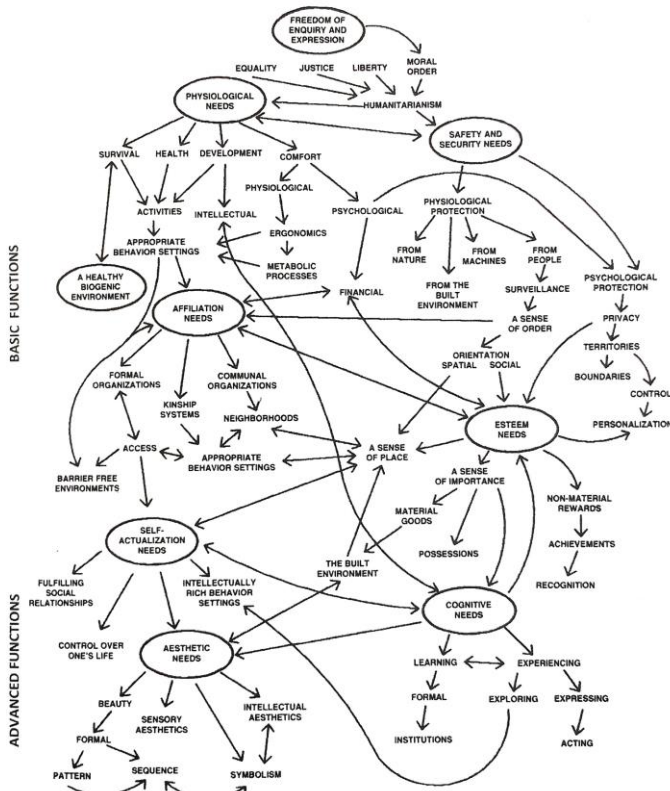 FREEDOM OF
ENQUIRY AND
EXPRESSION
EQUALITY
JUSTICE
LIBERTY
MORAL
ORDER
PHYSIOLOGICAL
NEEDS
HUMANITARIANISM
SAFETY AND
SECURITY NEEDS
SURVIVAL
HEALTH
DEVELOPMENT
COMFORT
PHYSIOLOGICAL
PHYSIOLOGICAL
PROTECTION
ACTIVITIES
INTELLECTUAL
PSYCHOLOGICAL
ERGONOMICS
APPROPRIATE
BEHAVIOR SETTINGS
FROM
NATURE
FROM
MACHINES
FROM
PEOPLE
METABOLIC
PROCESSES
A HEALTHY
BIOGENIC
ENVIRONMENT
FINANCIAL
FROM THE
BUILT
ENVIRONMENT
SURVEILLANCE
PSYCHOLOGICAL
PROTECTION
BASIC FUNCTIONS
AFFILIATION
NEEDS
A SENSE
OF ORDER
PRIVACY
TERRITORIES
ORIENTATION
SPATIAL SOCIAL
BOUNDARIES
FORMAL
ORGANIZATIONS
COMMUNAL
ORGANIZATIONS
CONTROL
KINSHIP
SYSTEMS
NEIGHBORHOODS
ESTEEM
NEEDS
PERSONALIZATION
ACCESS
APPROPRIATE
BEHAVIOR SETTINGS
A SENSE
OF PLACE
BARRIER FREE
ENVIRONMENTS
A SENSE
OF IMPORTANCE
NON-MATERIAL
REWARDS
MATERIAL
GOODS
SELF-
ACTUALIZATION
NEEDS
POSSESSIONS
ACHIEVEMENTS
THE BUILT
ENVIRONMENT
RECOGNITION
FULFILLING
SOCIAL
RELATIONSHIPS
INTELLECTUALLY
RICH BEHAVIOR
SETTINGS
COGNITIVE
NEEDS
CONTROL OVER
ONE'S LIFE
AESTHETIC
NEEDS
LEARNING
EXPERIENCING
ADVANCED FUNCTIONS
BEAUTY
SENSORY
AESTHETICS
INTELLECTUAL
AESTHETICS
FORMAL
EXPLORING
EXPRESSING
FORMAL
INSTITUTIONS
ACTING
PATTERN
SEQUENCE
SYMBOLISM